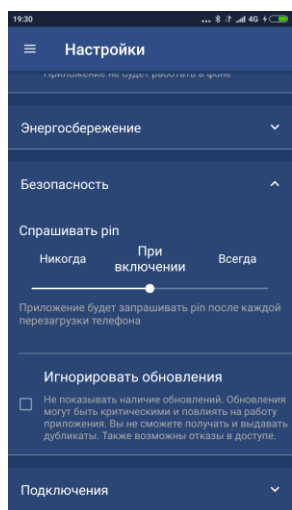 19:30
... 4G
Настройки
Приложение не будет работать в фоне
Энергосбережение
Безопасность
Спрашивать pin
Никогда При включении Всегда
Приложение будет запрашивать pin после каждой
перезагрузки телефона
Игнорировать обновления
Не показывать наличие обновлений. Обновления
могут быть критическими и повлиять на работу
приложения. Вы не сможете получать и выдавать
дубликаты. Также возможны отказы в доступе.
Подключения